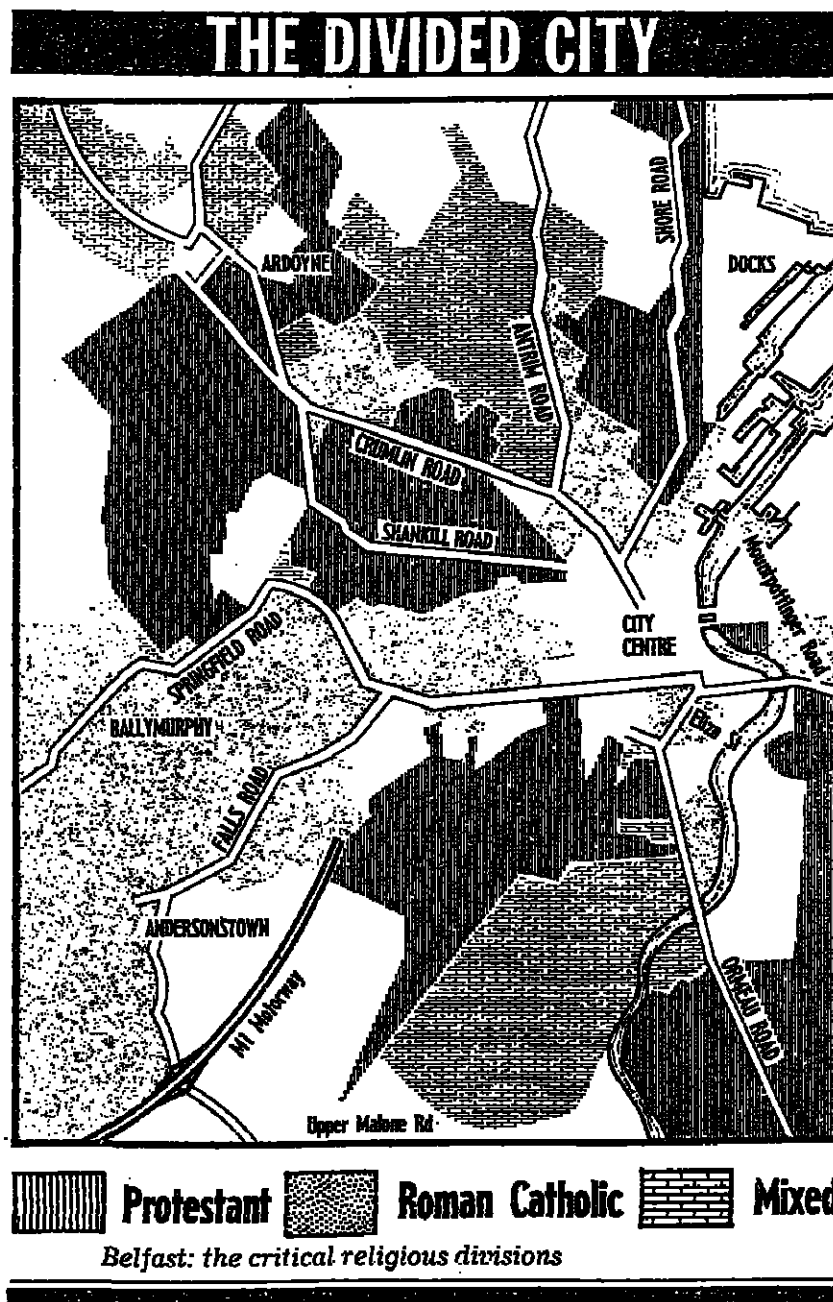 THE DIVIDED CITY
SHORE ROAD
ARDOYNE
DOCKS
ANTRIM ROAD
CRUMLIN ROAD
SHANKILL ROAD
Mountpottinger Road
CITY
CENTRE
SPRINGFIELD ROAD
BALLYMURPHY
Eliza St
FALLS ROAD
ANDERSONSTOWN
M1 Motorway
ORMEAU ROAD
Upper Malone Rd
Protestant
Roman Catholic
Mixed
Belfast: the critical religious divisions